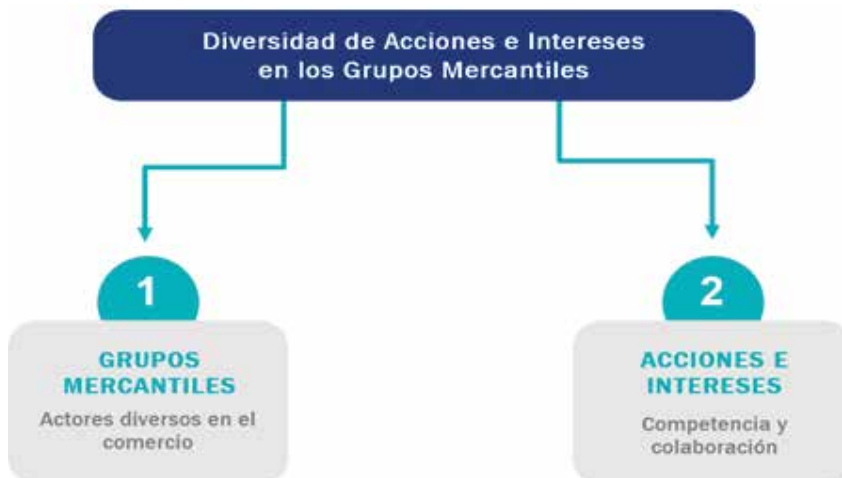 Diversidad de Acciones e Intereses
en los Grupos Mercantiles
1
GRUPOS
MERCANTILES
Actores diversos en el
comercio
2
ACCIONES E
INTERESES
Competencia y
colaboración